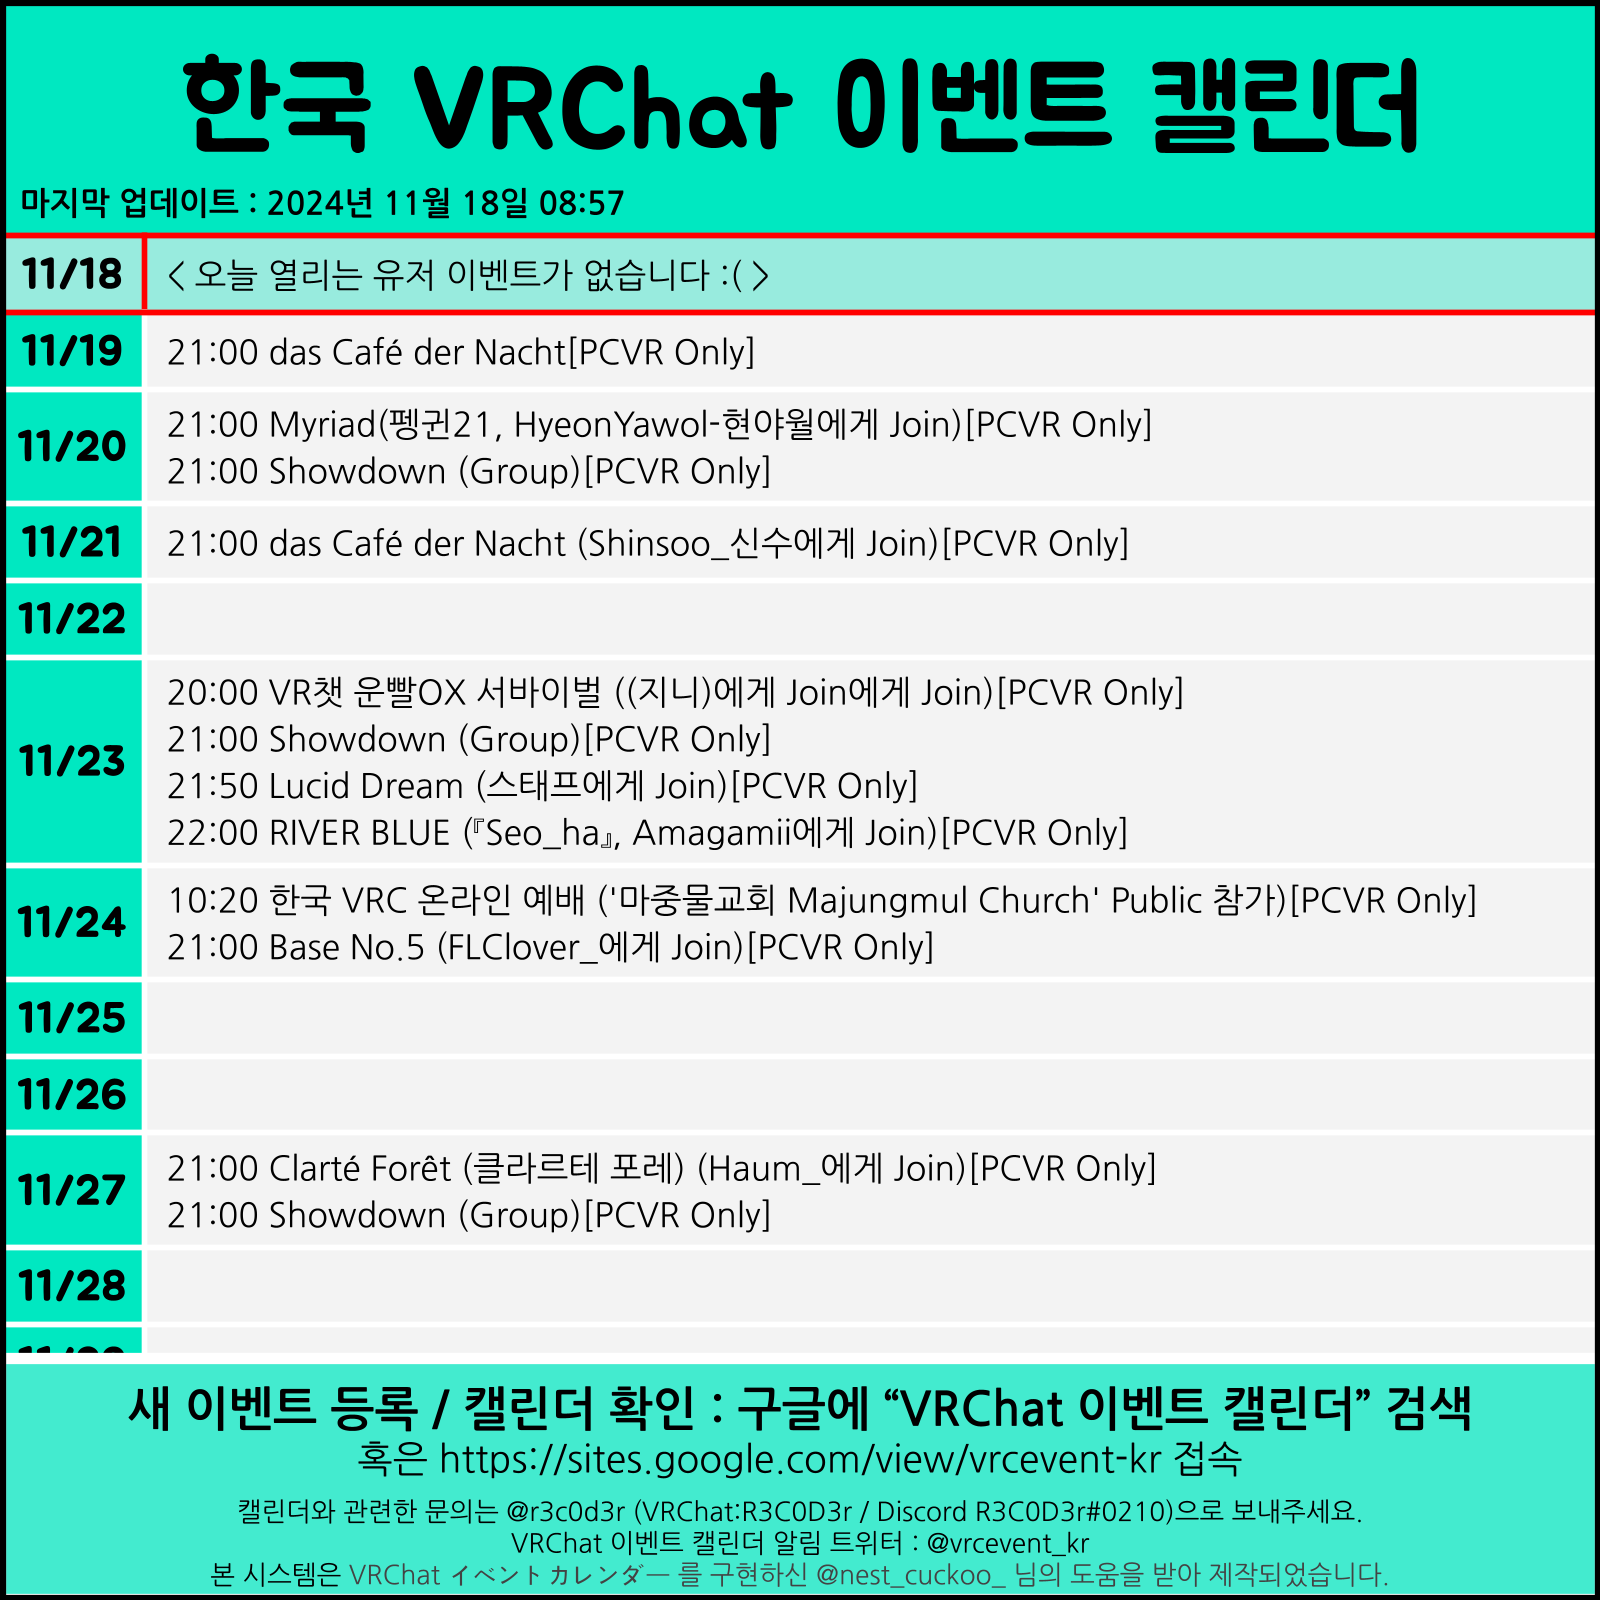 한국 VRChat 이벤트 캘린더
마지막 업데이트 : 2024년 11월 18일 08:57
11/18
< 오늘 열리는 유저 이벤트가 없습니다 :( >
11/19
21:00 das Café der Nacht[PCVR Only]
11/20
21:00 Myriad(펭귄21, HyeonYawol-현야월에게 Join)[PCVR Only]
21:00 Showdown (Group)[PCVR Only]
11/21
21:00 das Café der Nacht (Shinsoo_신수에게 Join)[PCVR Only]
11/22
11/23
20:00 VR챗 운빨OX 서바이벌 ((지니)에게 Join에게 Join)[PCVR Only]
21:00 Showdown (Group)[PCVR Only]
21:50 Lucid Dream (스태프에게 Join)[PCVR Only]
22:00 RIVER BLUE (『Seo_ha』, Amagamii에게 Join)[PCVR Only]
11/24
10:20 한국 VRC 온라인 예배 ('마중물교회 Majungmul Church' Public 참가)[PCVR Only]
21:00 Base No.5 (FLClover_에게 Join)[PCVR Only]
11/25
11/26
11/27
21:00 Clarté Forêt (클라르테 포레) (Haum_에게 Join)[PCVR Only]
21:00 Showdown (Group)[PCVR Only]
11/28
새 이벤트 등록 / 캘린더 확인 : 구글에 “VRChat 이벤트 캘린더” 검색
혹은 https://sites.google.com/view/vrcevent-kr 접속
캘린더와 관련한 문의는 @r3c0d3r (VRChat:R3C0D3r / Discord R3C0D3r#0210)으로 보내주세요.
VRChat 이벤트 캘린더 알림 트위터 : @vrcevent_kr
본 시스템은 VRChat イベントカレンダー 를 구현하신 @nest_cuckoo_ 님의 도움을 받아 제작되었습니다.